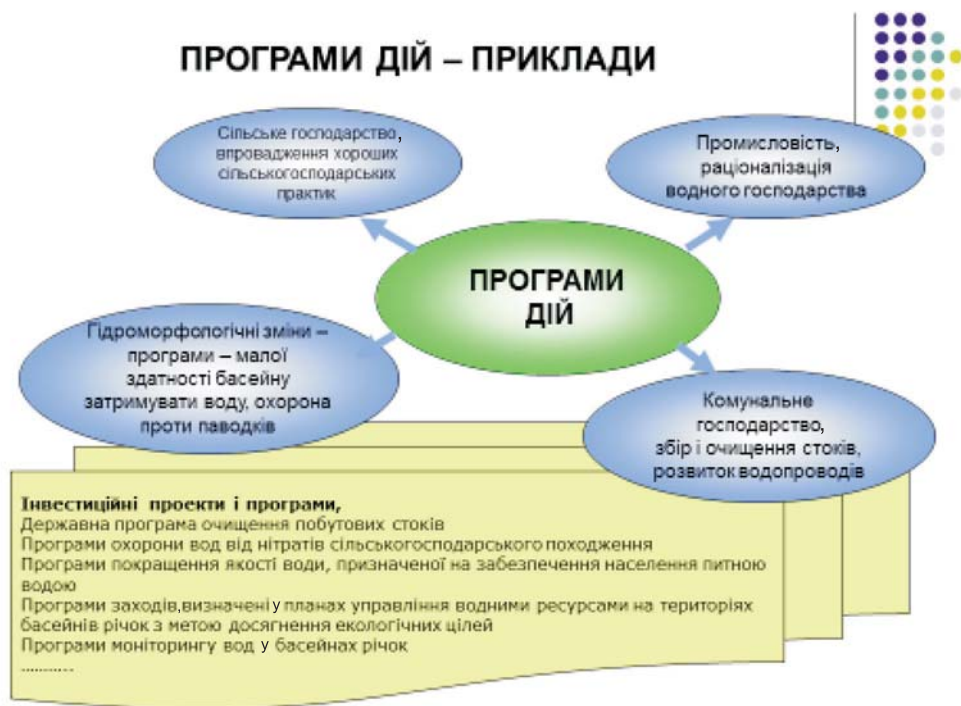 ПРОГРАМИ ДІЙ – ПРИКЛАДИ
Сільське господарство,
впровадження хороших
сільськогосподарських
практик
Промисловість,
раціоналізація
водного господарства
ПРОГРАМИ
ДІЙ
Гідроморфологічні зміни –
програми – малої
здатності басейну
затримувати воду, охорона
проти паводків
Комунальне
господарство,
збір і очищення стоків,
розвиток водопроводів
Інвестиційні проекти і програми,
Державна програма очищення побутових стоків
Програми охорони вод від нітратів сільськогосподарського походження
Програми покращення якості води, призначеної на забезпечення населення питною
водою
Програми заходів,визначені у планах управління водними ресурсами на територіях
басейнів річок з метою досягнення екологічних цілей
Програми моніторингу вод у басейнах річок
..........